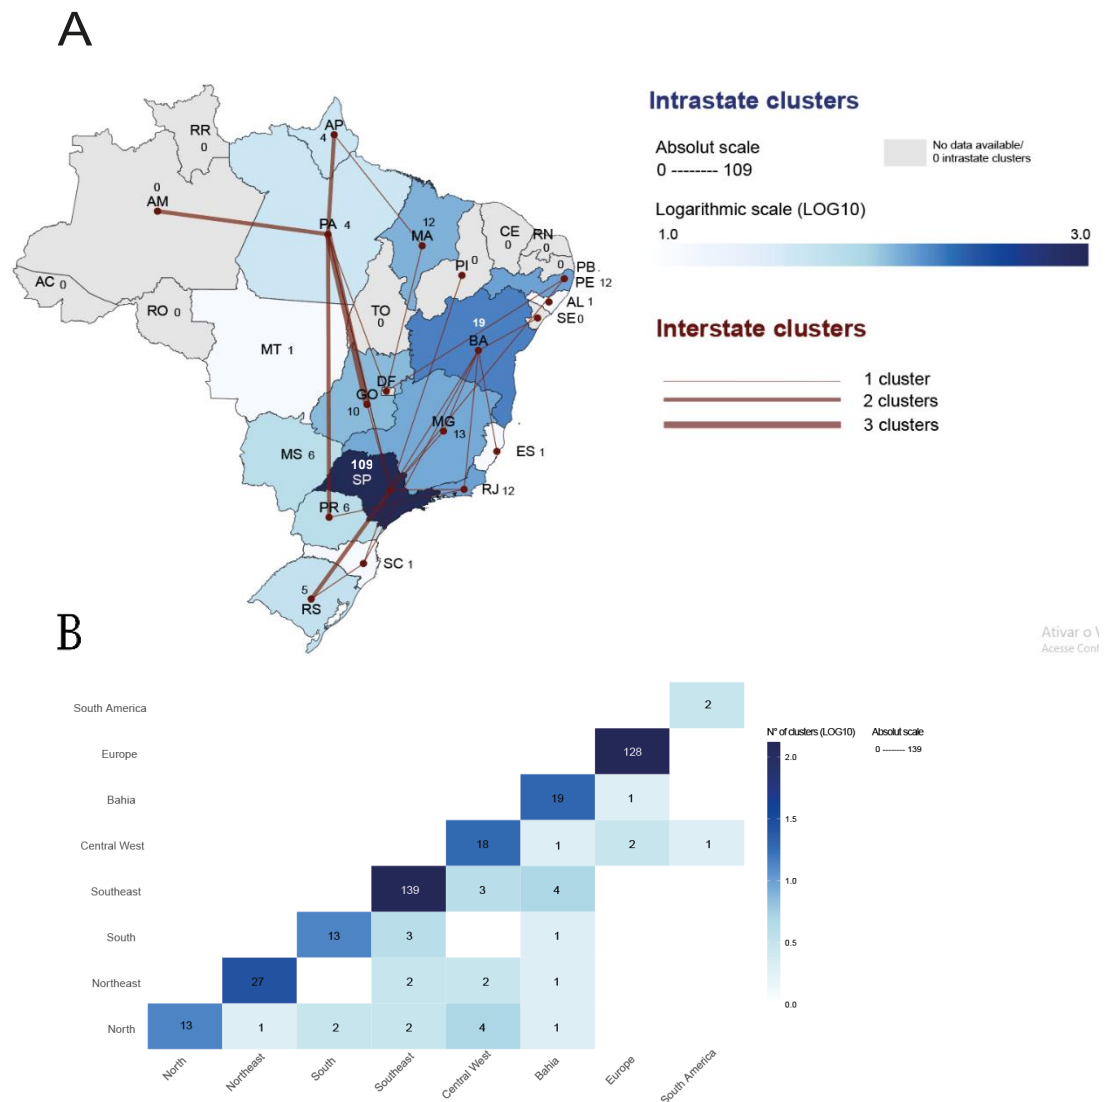 A
Intrastate clusters
Absolut scale
0 -------- 109
No data available/
0 intrastate clusters
Logarithmic scale (LOG10)
1.0 3.0
Interstate clusters
1 cluster
2 clusters
3 clusters
RR
0
AP
4
0
AM
PA 4
12
MA
CE
0
RN
0
PI 0
PB .
PE 12
AL 1
SE 0
AC 0
RO 0
TO
0
19
BA
MT 1
DF
GO
10
MG
13
ES 1
MS 6
109
SP
RJ 12
PR 6
SC 1
5
RS
B
Ativar o
Acesse
South America 2
Europe 128
Bahia 19 1
Central West 18 1 2 1
Southeast 139 3 4
South 13 3 1
Northeast 27 2 2 1
North 13 1 2 2 4 1
North Northeast South Southeast Central West Bahia Europe South America
N° of clusters (LOG10) Absolut scale
0 -------- 139
2.0
1.5
1.0
0.5
0.0